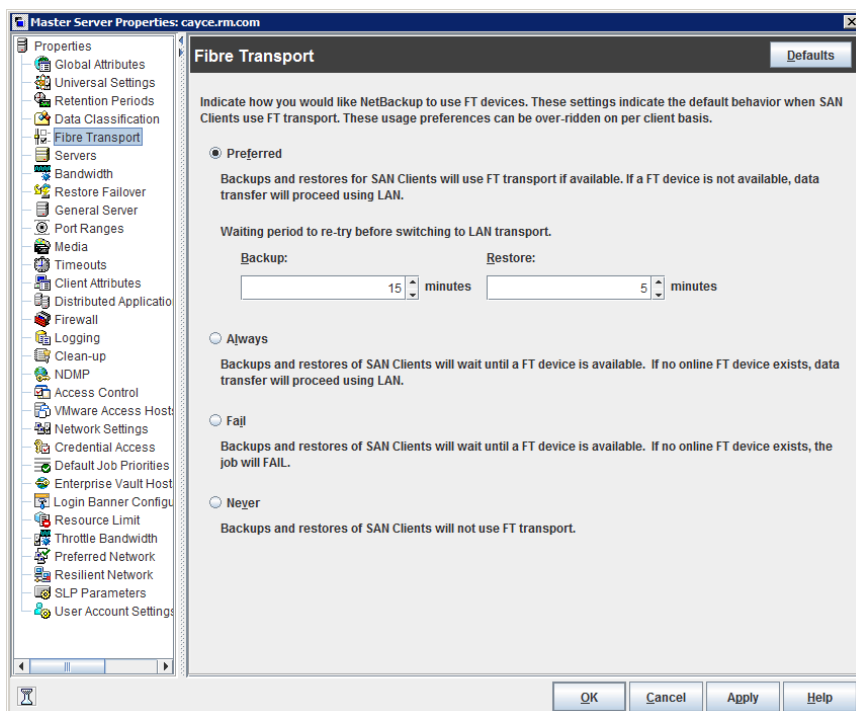 Master Server Properties: cayce.rm.com
Properties
Global Attributes
Universal Settings
Retention Periods
Data Classification
Fibre Transport
Servers
Bandwidth
Restore Failover
General Server
Port Ranges
Media
Timeouts
Client Attributes
Distributed Applicatio
Firewall
Logging
Clean-up
NDMP
Access Control
VMware Access Hosts
Network Settings
Credential Access
Default Job Priorities
Enterprise Vault Host
Login Banner Configu
Resource Limit
Throttle Bandwidth
Preferred Network
Resilient Network
SLP Parameters
User Account Settings
Fibre Transport
Defaults
Indicate how you would like NetBackup to use FT devices. These settings indicate the default behavior when SAN
Clients use FT transport. These usage preferences can be over-ridden on per client basis.
Preferred
Backups and restores for SAN Clients will use FT transport if available. If a FT device is not available, data
transfer will proceed using LAN.
Waiting period to re-try before switching to LAN transport.
Backup: Restore:
15 minutes 5 minutes
Always
Backups and restores of SAN Clients will wait until a FT device is available. If no online FT device exists, data
transfer will proceed using LAN.
Fail
Backups and restores of SAN Clients will wait until a FT device is available. If no online FT device exists, the
job will FAIL.
Never
Backups and restores of SAN Clients will not use FT transport.
OK Cancel Apply Help